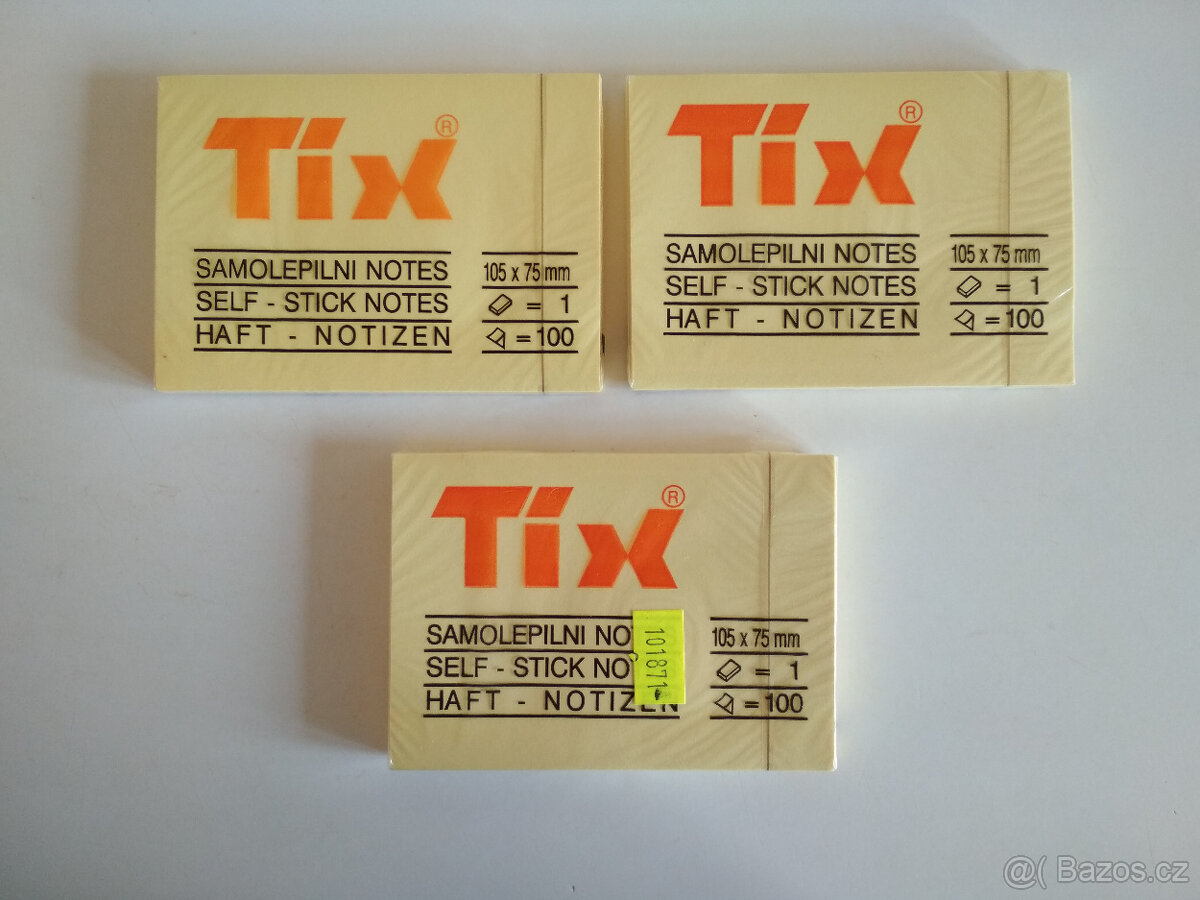 Tix®
SAMOLEPILNI NOTES
SELF - STICK NOTES
HAFT - NOTIZEN
105 x 75 mm
= 1
= 100
Tix®
SAMOLEPILNI NOTES
SELF - STICK NOTES
HAFT - NOTIZEN
105 x 75 mm
= 1
= 100
Tix®
SAMOLEPILNI NO
SELF - STICK NO
HAFT - NOTIZEN
101871
105 x 75 mm
= 1
= 100
@( Bazos.cz